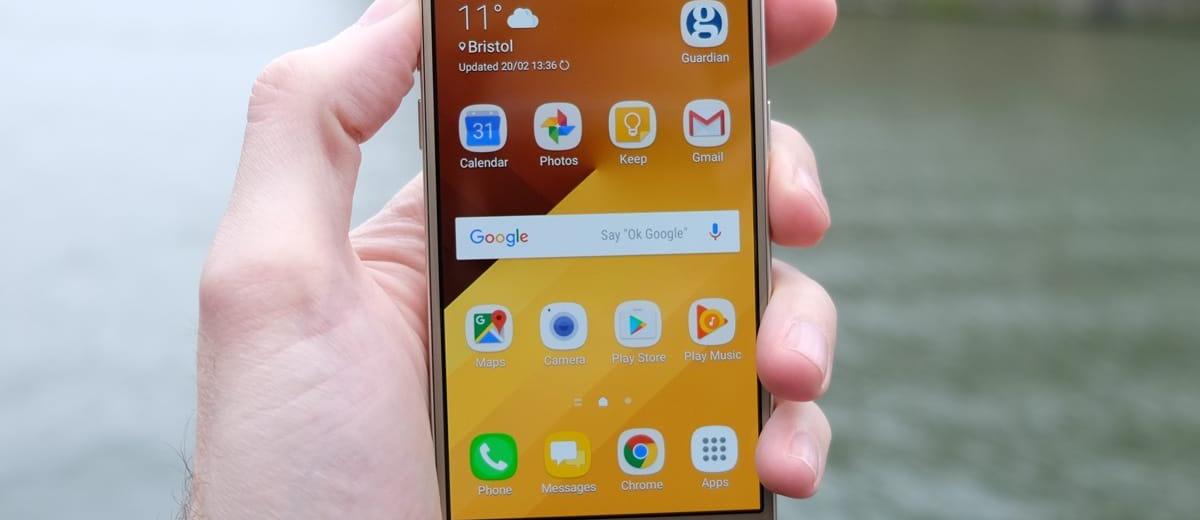 11°
Bristol
Updated 20/02 13:36
g
Guardian
31
Calendar
Photos
Keep
Gmail
Google
Say "Ok Google"
G
Maps
Camera
Play Store
Play Music
Phone
Messages
Chrome
Apps